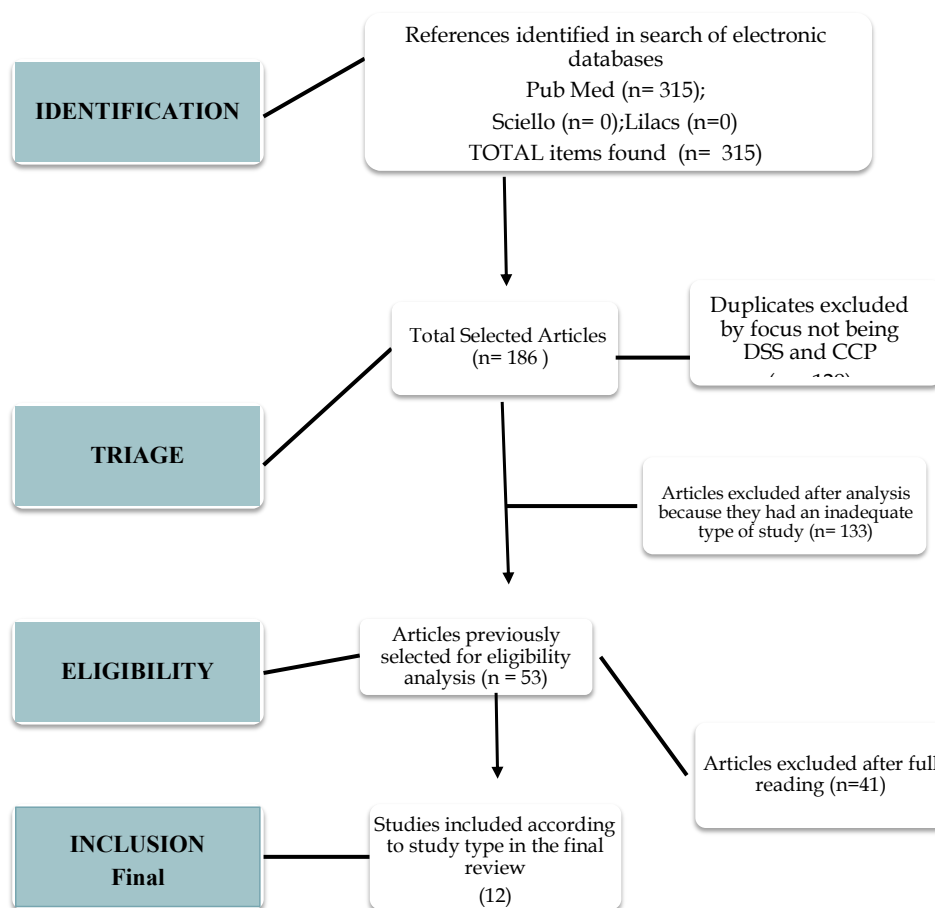 References identified in search of electronic
databases
Pub Med (n= 315);
Sciello (n= 0);Lilacs (n=0)
TOTAL items found (n= 315)
IDENTIFICATION
Total Selected Articles
(n= 186 )
Duplicates excluded
by focus not being
DSS and CCP
TRIAGE
Articles excluded after analysis
because they had an inadequate
type of study (n= 133)
Articles previously
selected for eligibility
analysis (n = 53)
ELIGIBILITY
Articles excluded after full
reading (n=41)
INCLUSION
Final
Studies included according
to study type in the final
review
(12)